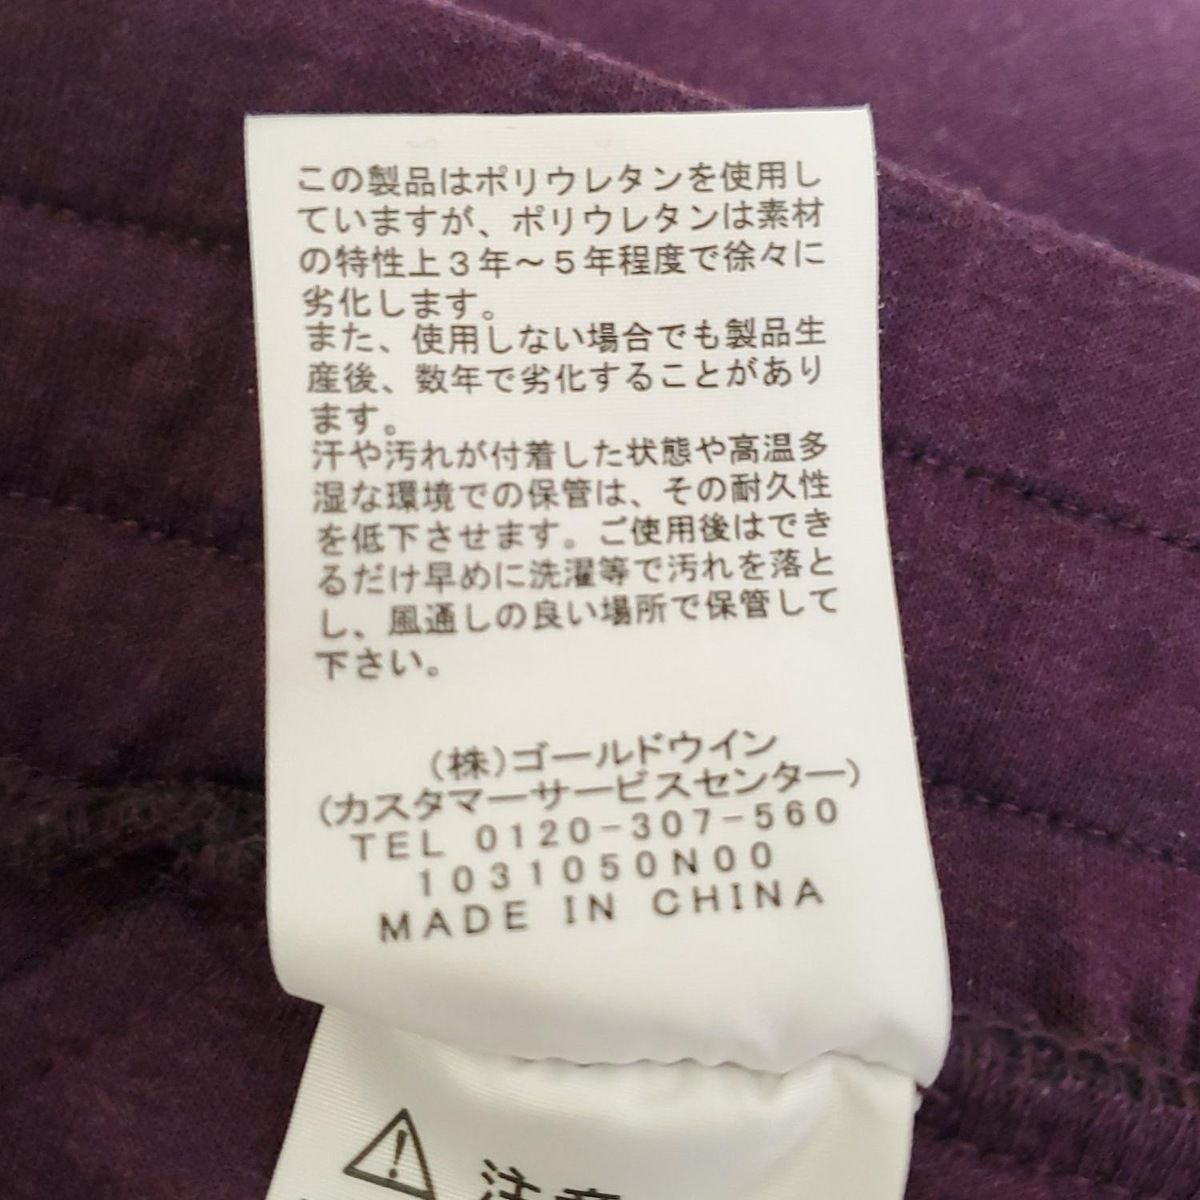 この製品はポリウレタンを使用し
ていますが、ポリウレタンは素材
の特性上３年～５年程度で徐々に
劣化します。
また、使用しない場合でも製品生
産後、数年で劣化することがあり
ます。
汗や汚れが付着した状態や高温多
湿な環境での保管は、その耐久性
を低下させます。ご使用後はでき
るだけ早めに洗濯等で汚れを落と
し、風通しの良い場所で保管して
下さい。
(株)ゴールドウイン
(カスタマーサービスセンター)
TEL 0120-307-560
1031050N00
MADE IN CHINA
注意